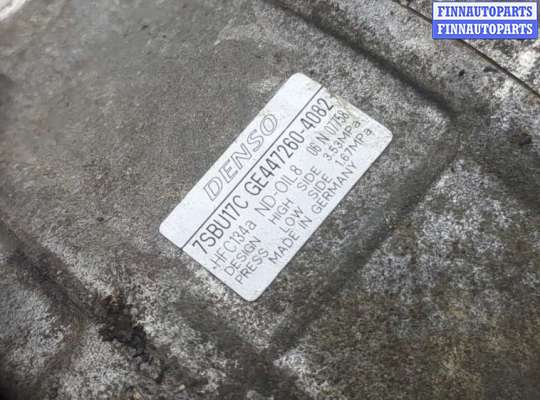 FINNAUTOPARTS
FINNAUTOPARTS
DENSO
7SBU17C GE447260-4082
HFC134a ND-OIL8 06 N 07758
DESIGN HIGH SIDE 3.53MPa
PRESS. LOW SIDE 1.67MPa
MADE IN GERMANY